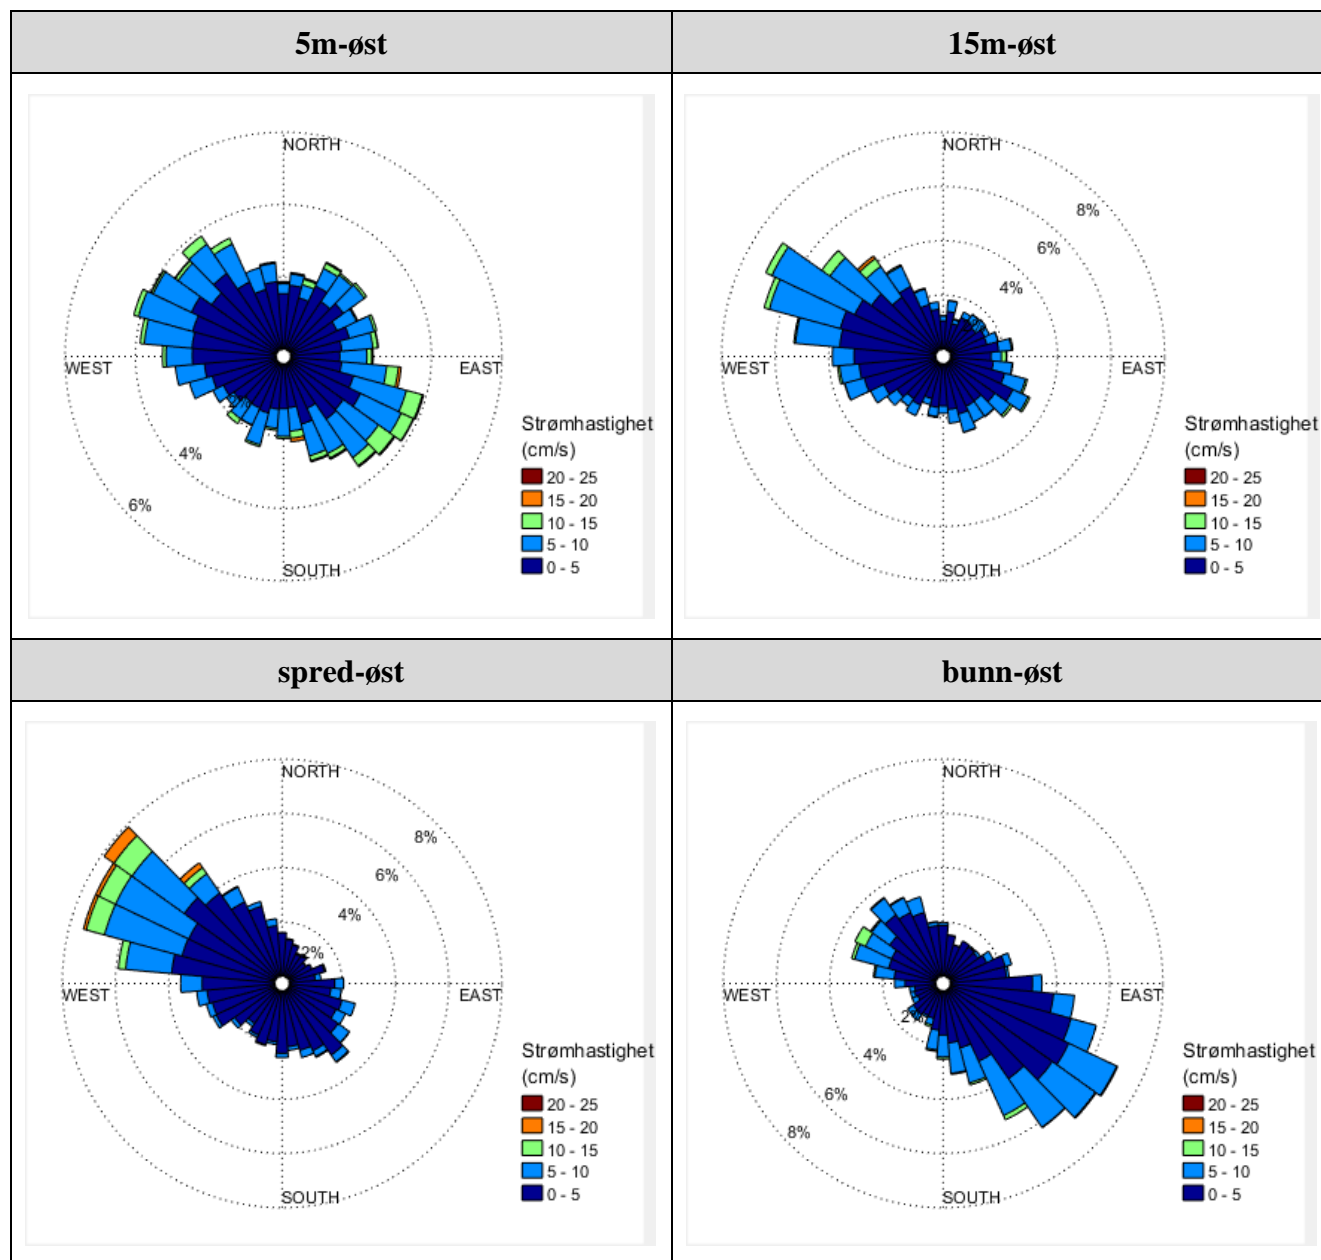 5m-øst
15m-øst
NORTH
WEST
EAST
4%
6%
SOUTH
Strømhastighet
(cm/s)
20 - 25
15 - 20
10 - 15
5 - 10
0 - 5
NORTH
8%
6%
4%
WEST
EAST
SOUTH
Strømhastighet
(cm/s)
20 - 25
15 - 20
10 - 15
5 - 10
0 - 5
spred-øst
bunn-øst
NORTH
8%
6%
4%
2%
WEST
EAST
SOUTH
Strømhastighet
(cm/s)
20 - 25
15 - 20
10 - 15
5 - 10
0 - 5
NORTH
WEST
EAST
2%
4%
6%
8%
SOUTH
Strømhastighet
(cm/s)
20 - 25
15 - 20
10 - 15
5 - 10
0 - 5